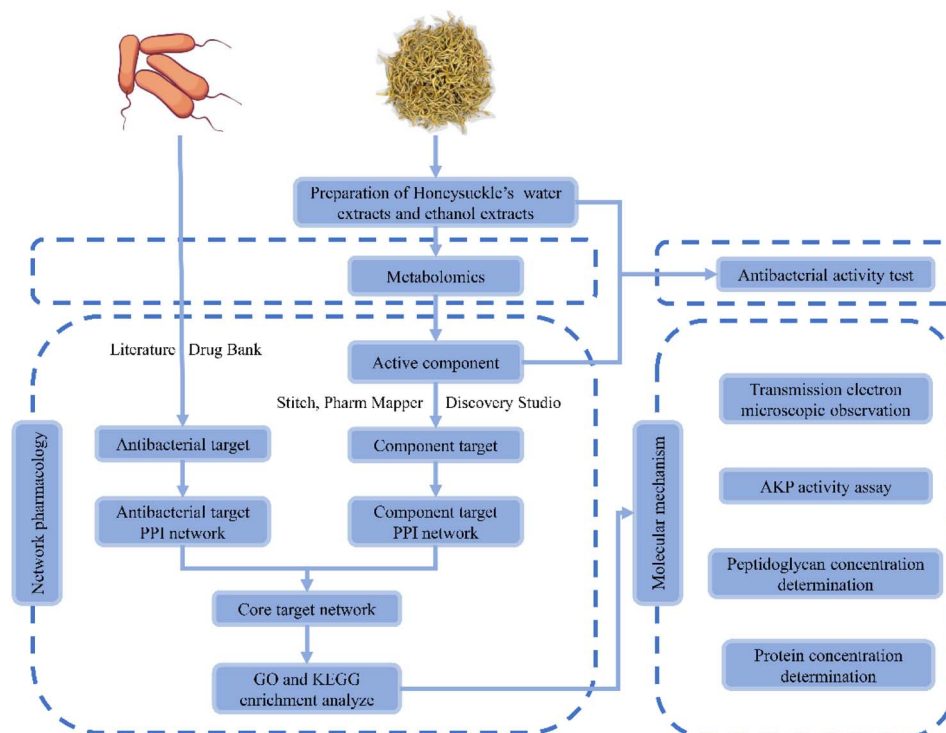 Preparation of Honeysuckle's water
extracts and ethanol extracts
Metabolomics
Antibacterial activity test
Literature
Drug Bank
Active component
Stitch, Pharm Mapper
Discovery Studio
Network pharmacology
Antibacterial target
Component target
Antibacterial target
PPI network
Component target
PPI network
Core target network
GO and KEGG
enrichment analyze
Molecular mechanism
Transmission electron
microscopic observation
AKP activity assay
Peptidoglycan concentration
determination
Protein concentration
determination